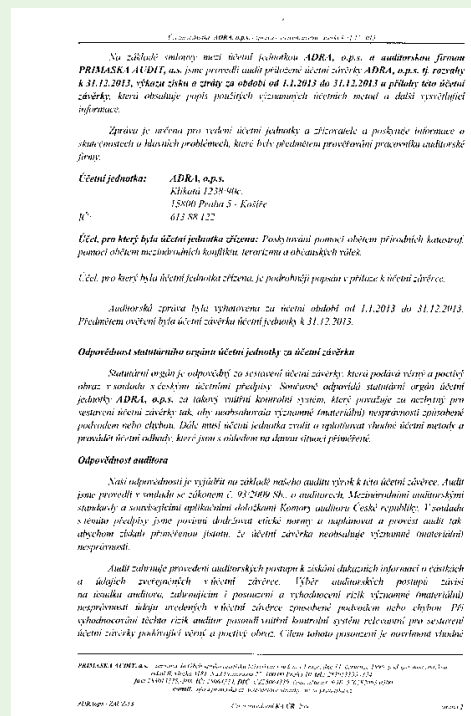 Na základě smlouvy mezi účetní jednotkou ADRA, o.p.s. a auditorskou firmou
PRIMASKA AUDIT, a.s. jsme provedli audit přiložené účetní závěrky ADRA, o.p.s. tj. rozvahy
k 31.12.2013, výkazu zisku a ztráty za období od 1.1.2013 do 31.12.2013 a přílohy této účetní
závěrky, která obsahuje popis použitých významných účetních metod a další vysvětlující
informace.
Zpráva je určena pro vedení účetní jednotky a zřizovatele a poskytuje informace o
skutečnostech a hlavních problémech, které byly předmětem prověřování pracovníků auditorské
firmy.
Účetní jednotka: ADRA, o.p.s.
Klikatá 1238/90c,
15800 Praha 5 - Košíře
IČ: 613 88 122
Účel, pro který byla účetní jednotka zřízena: Poskytování pomoci obětem přírodních katastrof,
pomoci obětem mezinárodních konfliktů, terorizmu a občanských válek.
Účel, pro který byla účetní jednotka zřízena, je podrobněji popsán v příloze k účetní závěrce.
Auditorská zpráva byla vyhotovena za účetní období od 1.1.2013 do 31.12.2013.
Předmětem ověření byla účetní závěrka účetní jednotky k 31.12.2013.
Odpovědnost statutárního orgánu účetní jednotky za účetní závěrku
Statutární orgán je odpovědný za sestavení účetní závěrky, která podává věrný a poctivý
obraz v souladu s českými účetními předpisy. Současně odpovídá statutární orgán účetní
jednotky ADRA, o.p.s. za takový vnitřní kontrolní systém, který považuje za nezbytný pro
sestavení účetní závěrky tak, aby neobsahovala významné (materiální) nesprávnosti způsobené
podvodem nebo chybou. Dále musí účetní jednotka zvolit a uplatňovat vhodné účetní metody a
provádět účetní odhady, které jsou s ohledem na danou situaci přiměřené.
Odpovědnost auditora
Naší odpovědností je vyjádřit na základě našeho auditu výrok k této účetní závěrce. Audit
jsme provedli v souladu se zákonem č. 93/2009 Sb., o auditorech, Mezinárodními auditorskými
standardy a souvisejícími aplikačními doložkami Komory auditorů České republiky. V souladu
s těmito předpisy jsme povinni dodržovat etické normy a naplánovat a provést audit tak,
abychom získali přiměřenou jistotu, že účetní závěrka neobsahuje významné (materiální)
nesprávnosti.
Audit zahrnuje provedení auditorských postupů k získání důkazních informací o částkách
a údajích zveřejněných v účetní závěrce. Výběr auditorských postupů závisí
na úsudku auditora, zahrnujícím i posouzení a vyhodnocení rizik významné (materiální)
nesprávnosti údajů uvedených v účetní závěrce způsobené podvodem nebo chybou. Při
vyhodnocování těchto rizik auditor posoudil vnitřní kontrolní systém relevantní pro sestavení
účetní závěrky podávající věrný a poctivý obraz. Cílem tohoto posouzení je navrhnout vhodné
PRIMASKA AUDIT, a.s.